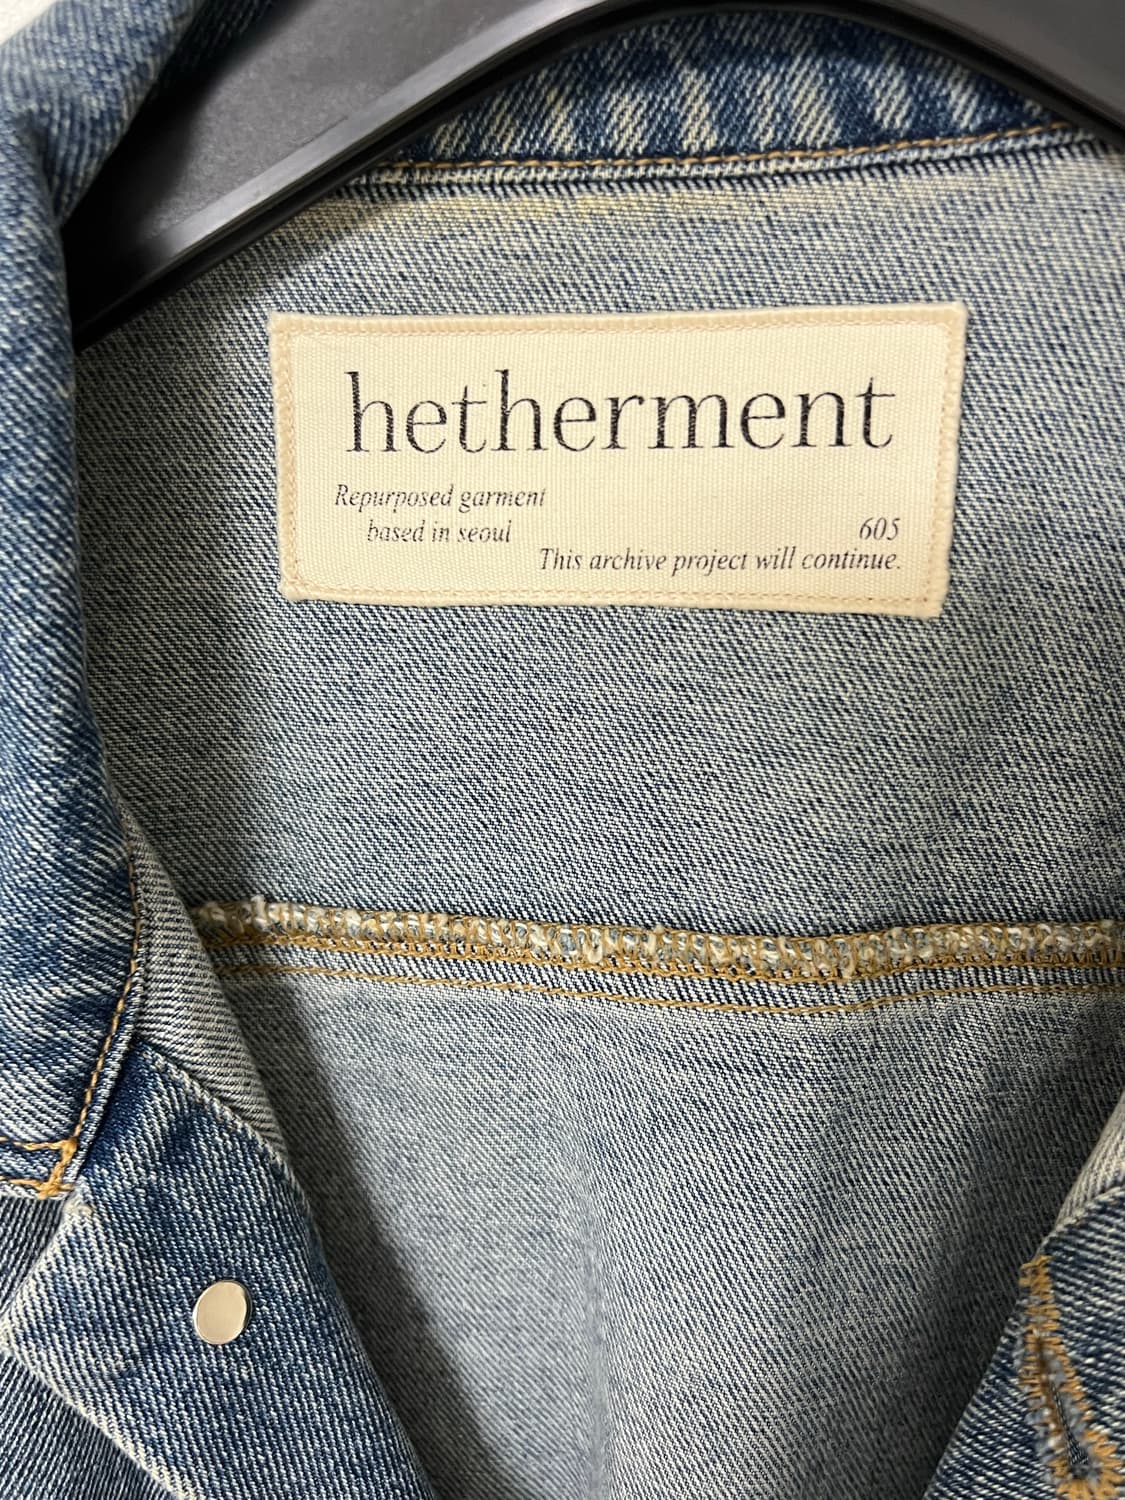 hetherment
Repurposed garment
based in seoul
605
This archive project will continue.